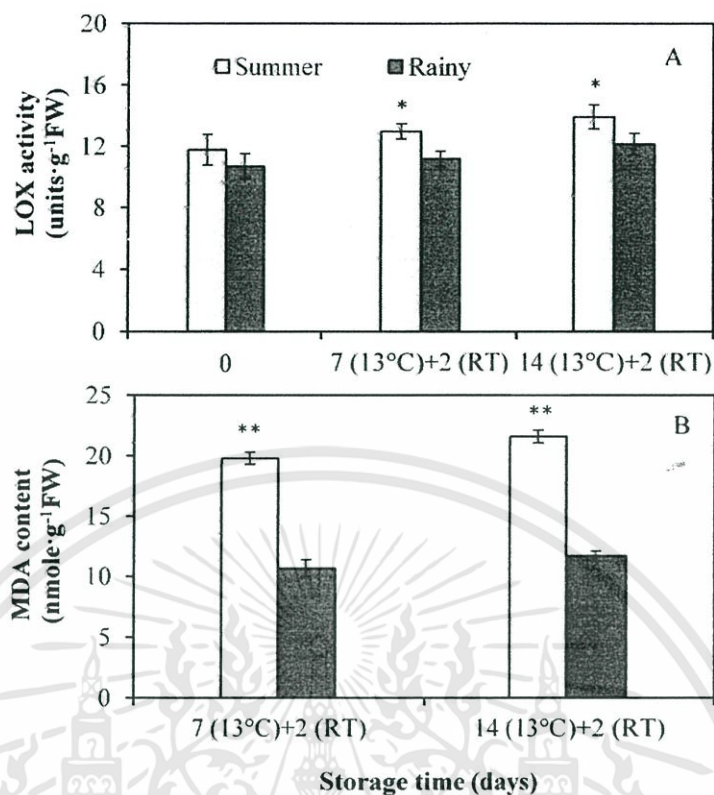 20
16
12
8
4
0
LOX activity
(units·g⁻¹FW)
Summer
Rainy
A
*
*
0
7 (13°C)+2 (RT)
14 (13°C)+2 (RT)
25
20
15
10
5
0
MDA content
(nmole·g⁻¹FW)
B
**
**
7 (13°C)+2 (RT)
14 (13°C)+2 (RT)
Storage time (days)